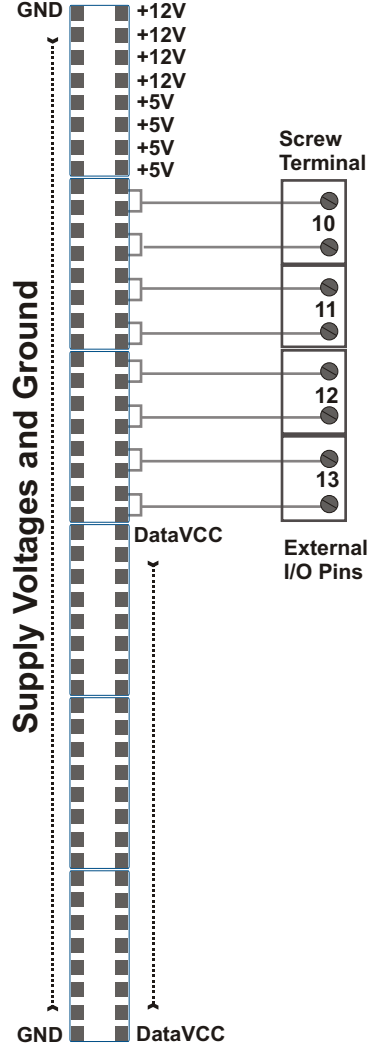 GND
+12V
+12V
+12V
+12V
+5V
+5V
+5V
+5V
Screw
Terminal
10
11
12
13
External
I/O Pins
Supply Voltages and Ground
DataVCC
GND
DataVCC